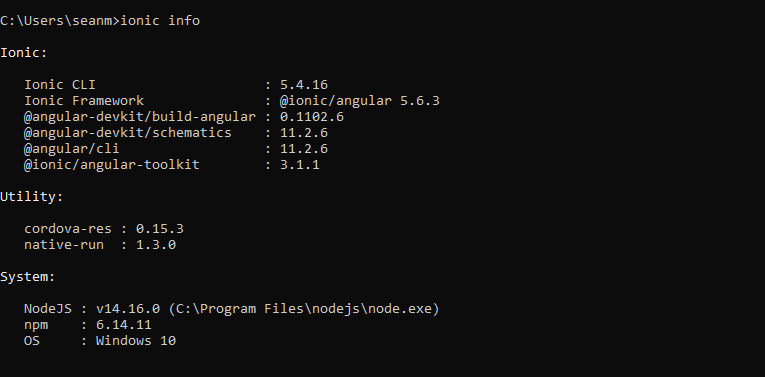 C:\Users\seanm>ionic info
Ionic:
Ionic CLI : 5.4.16
Ionic Framework : @ionic/angular 5.6.3
@angular-devkit/build-angular : 0.1102.6
@angular-devkit/schematics : 11.2.6
@angular/cli : 11.2.6
@ionic/angular-toolkit : 3.1.1
Utility:
cordova-res : 0.15.3
native-run : 1.3.0
System:
NodeJS : v14.16.0 (C:\Program Files\nodejs\node.exe)
npm : 6.14.11
OS : Windows 10